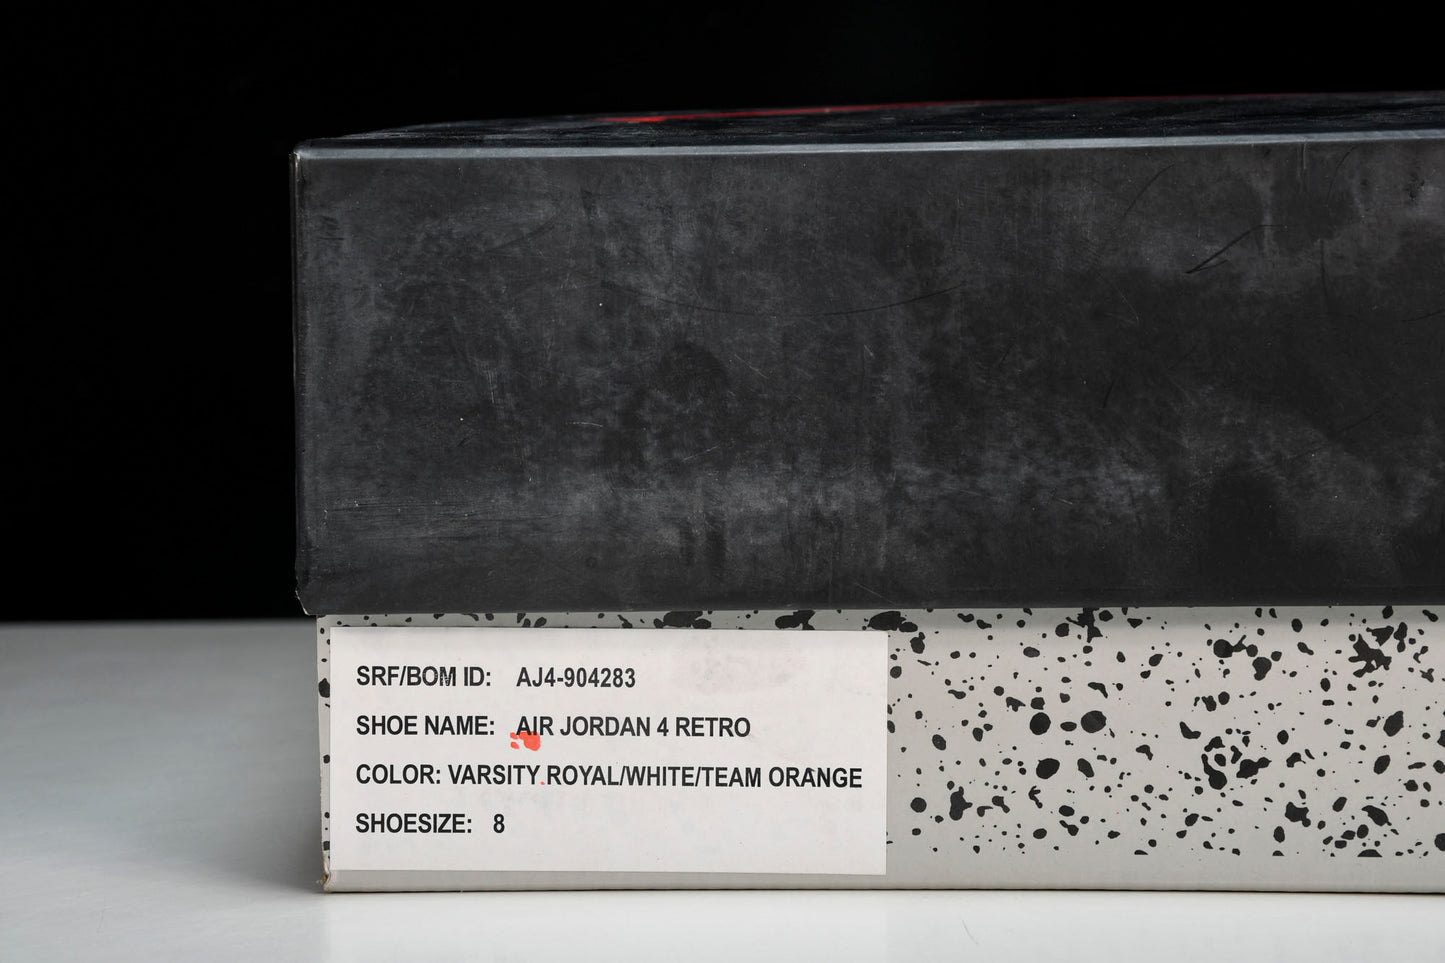 SRF/BOM ID: AJ4-904283
SHOE NAME: AIR JORDAN 4 RETRO
COLOR: VARSITY ROYAL/WHITE/TEAM ORANGE
SHOESIZE: 8